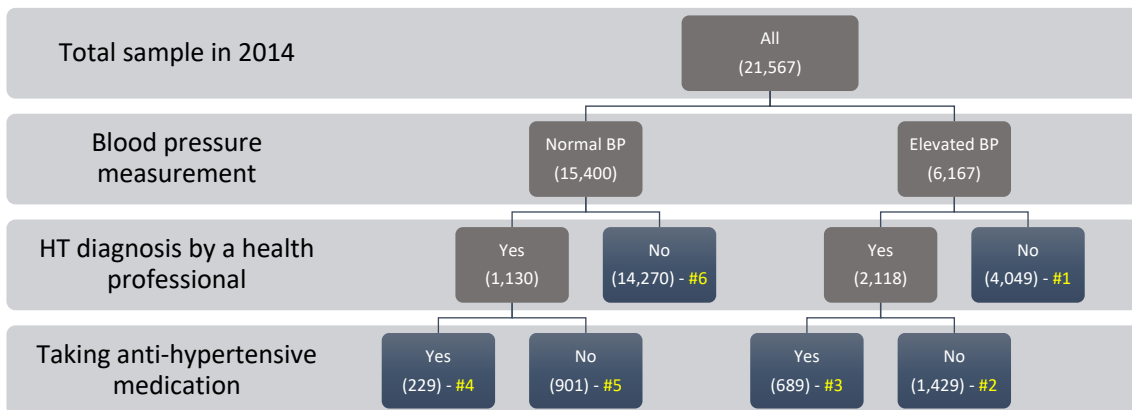 Total sample in 2014
All
(21,567)
Blood pressure
measurement
Normal BP
(15,400)
Elevated BP
(6,167)
HT diagnosis by a health
professional
Yes
(1,130)
No
(14,270) - #6
Yes
(2,118)
No
(4,049) - #1
Taking anti-hypertensive
medication
Yes
(229) - #4
No
(901) - #5
Yes
(689) - #3
No
(1,429) - #2